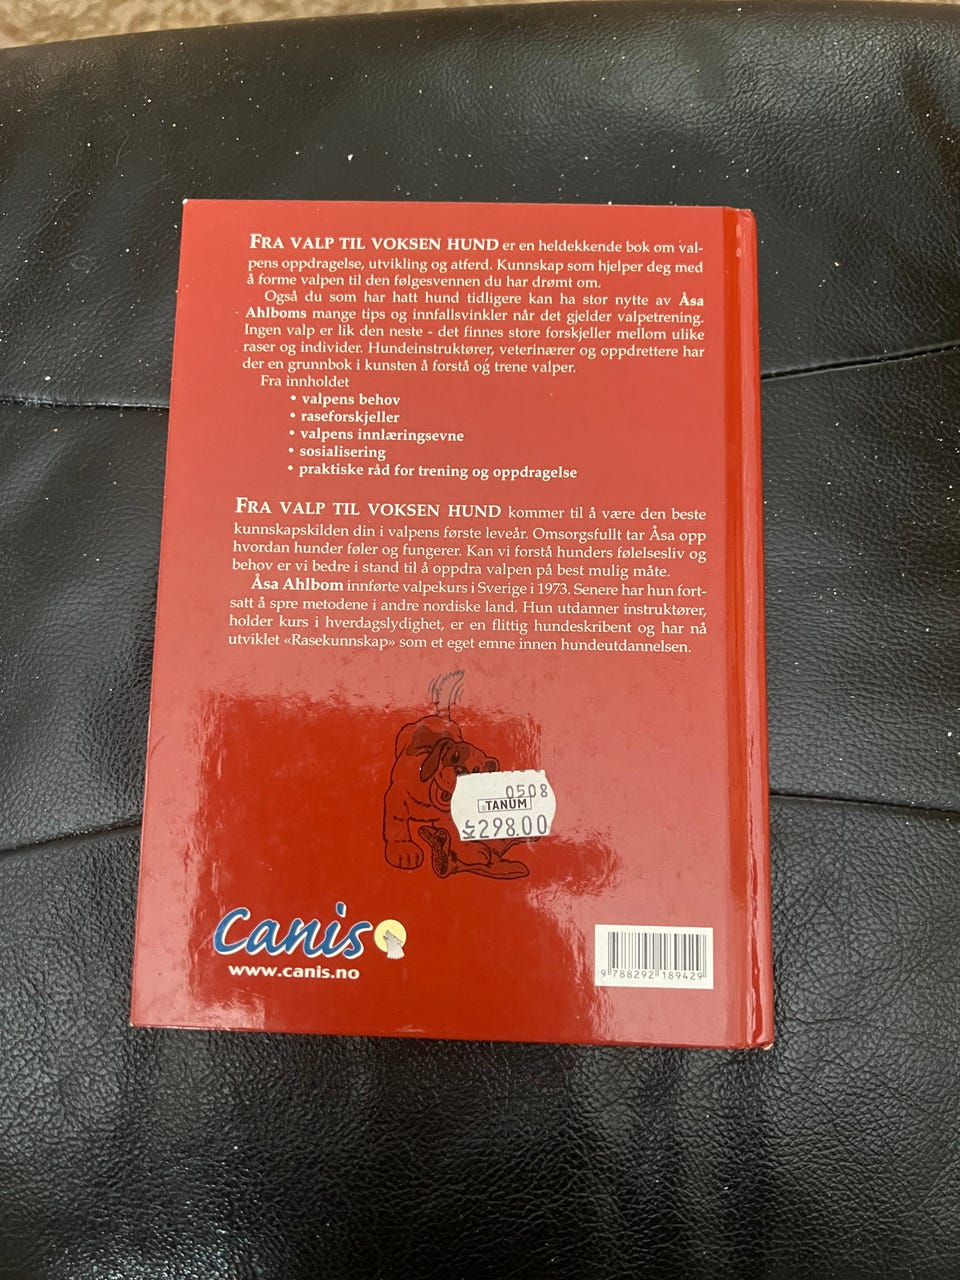 FRA VALP TIL VOKSEN HUND er en heldekkende bok om val-
pens oppdragelse, utvikling og atferd. Kunnskap som hjelper deg med
å forme valpen til den følgesvennen du har drømt om.
Også du som har hatt hund tidligere kan ha stor nytte av Åsa
Ahlboms mange tips og innfallsvinkler når det gjelder valpetrening.
Ingen valp er lik den neste - det finnes store forskjeller mellom ulike
raser og individer. Hundeinstruktører, veterinærer og oppdrettere har
der en grunnbok i kunsten å forstå og trene valper.
Fra innholdet
• valpens behov
• raseforskjeller
• valpens innlæringsevne
• sosialisering
• praktiske råd for trening og oppdragelse
FRA VALP TIL VOKSEN HUND kommer til å være den beste
kunnskapskilden din i valpens første leveår. Omsorgsfullt tar Åsa opp
hvordan hunder føler og fungerer. Kan vi forstå hunders følelsesliv og
behov er vi bedre i stand til å oppdra valpen på best mulig måte.
Åsa Ahlbom innførte valpekurs i Sverige i 1973. Senere har hun fort-
satt å spre metodene i andre nordiske land. Hun utdanner instruktører,
holder kurs i hverdagslydighet, er en flittig hundeskribent og har nå
utviklet «Rasekunnskap» som et eget emne innen hundeutdannelsen.
0508
TANUM
kr 298.00
Canis
www.canis.no
9 788292 189429